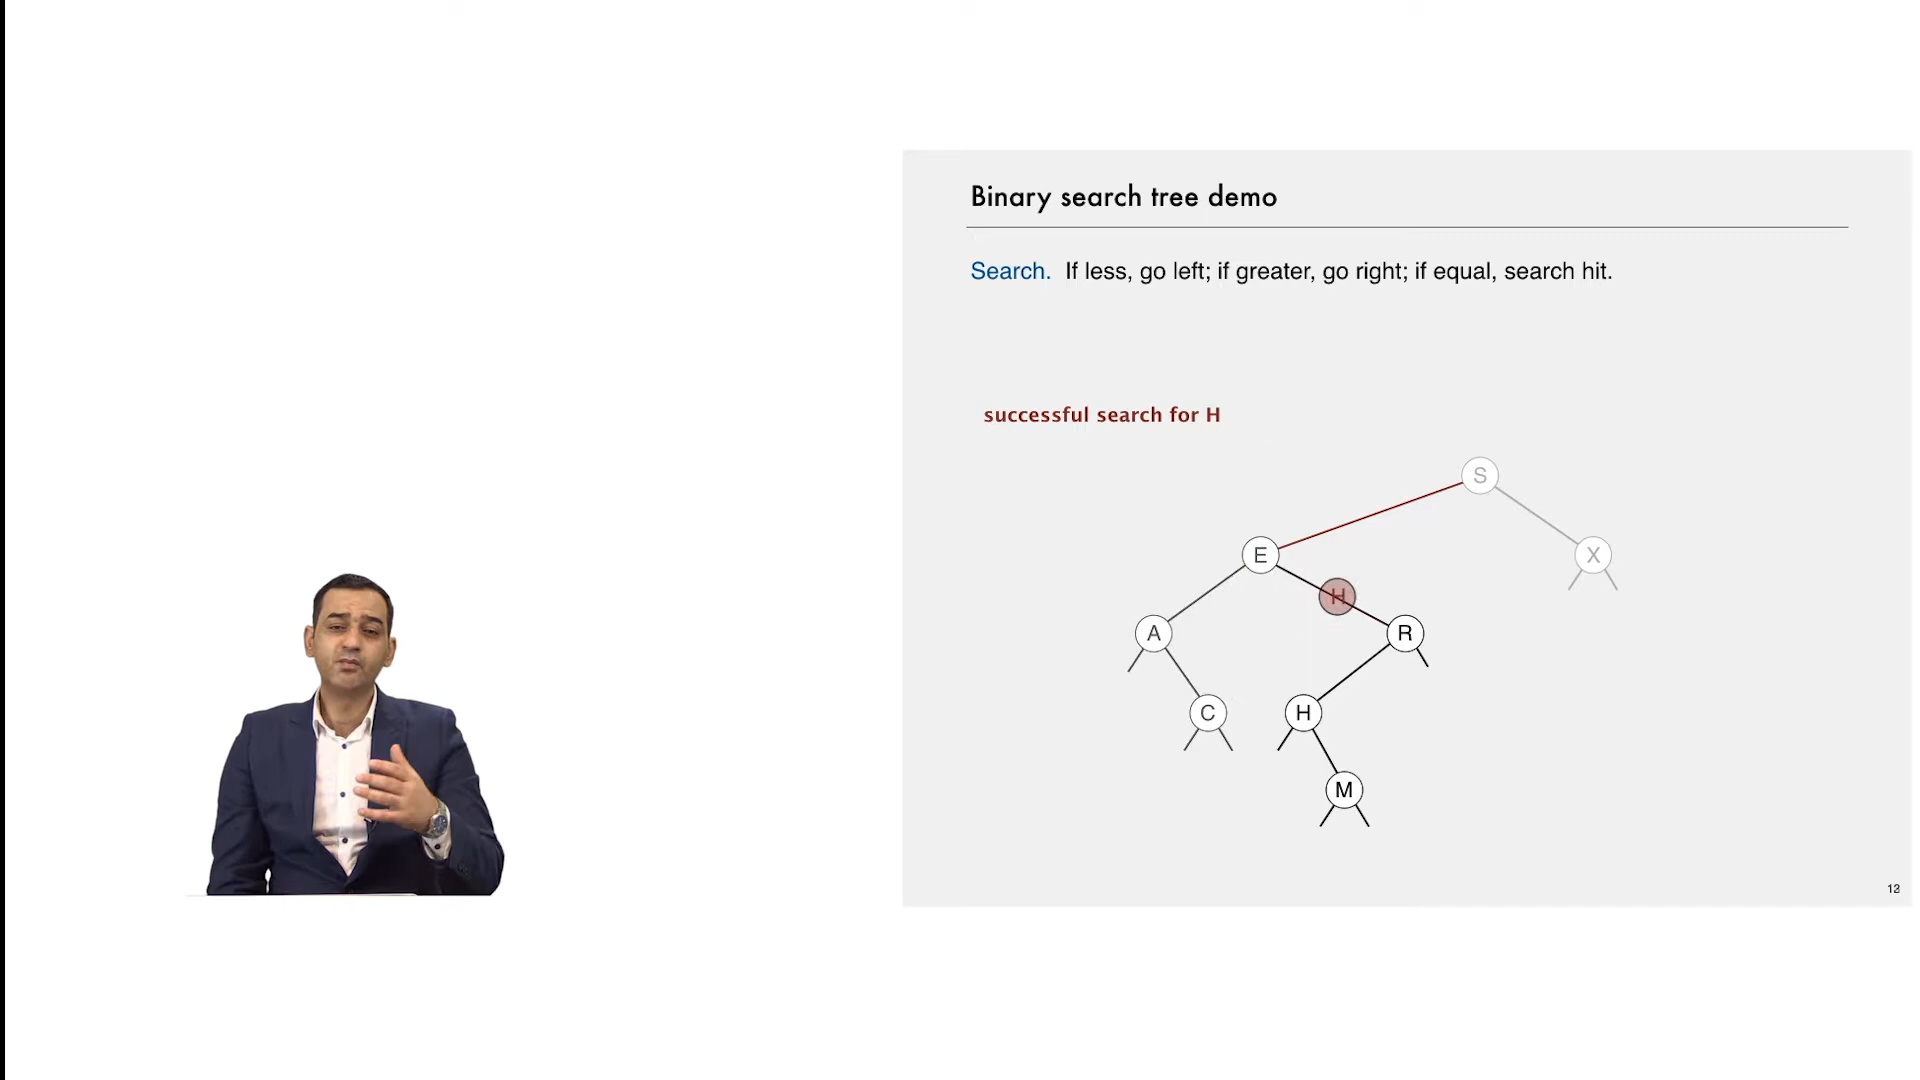 Binary search tree demo
Search. If less, go left; if greater, go right; if equal, search hit.
successful search for H
S
E
X
H
A
R
C
H
M
12